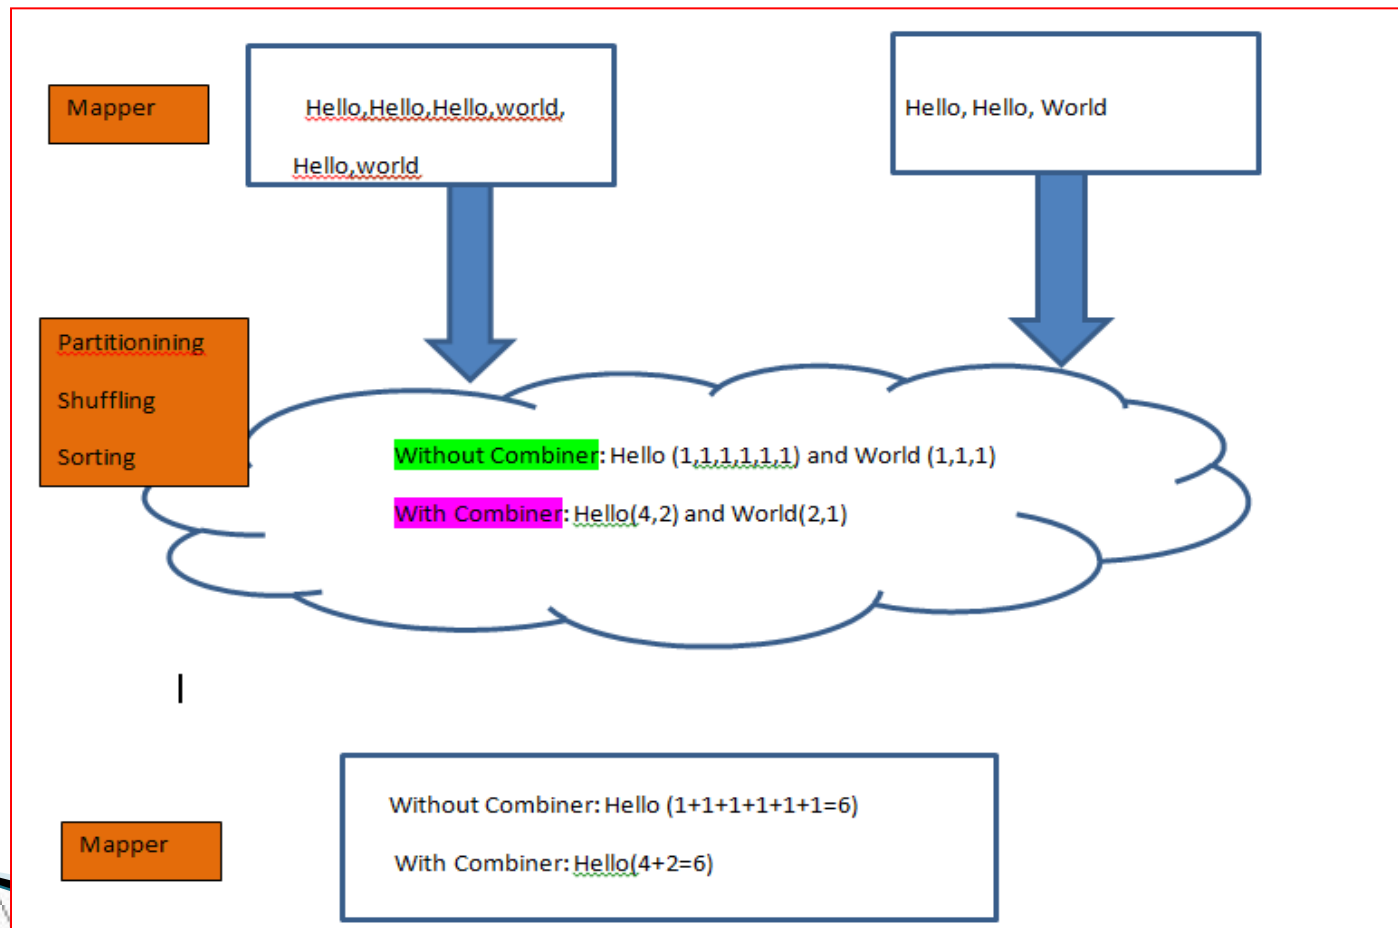 Mapper
Hello,Hello,Hello,world,
Hello,world
Hello, Hello, World
Partitionining
Shuffling
Sorting
Without Combiner: Hello (1,1,1,1,1,1) and World (1,1,1)
With Combiner: Hello(4,2) and World(2,1)
Mapper
Without Combiner: Hello (1+1+1+1+1+1=6)
With Combiner: Hello(4+2=6)